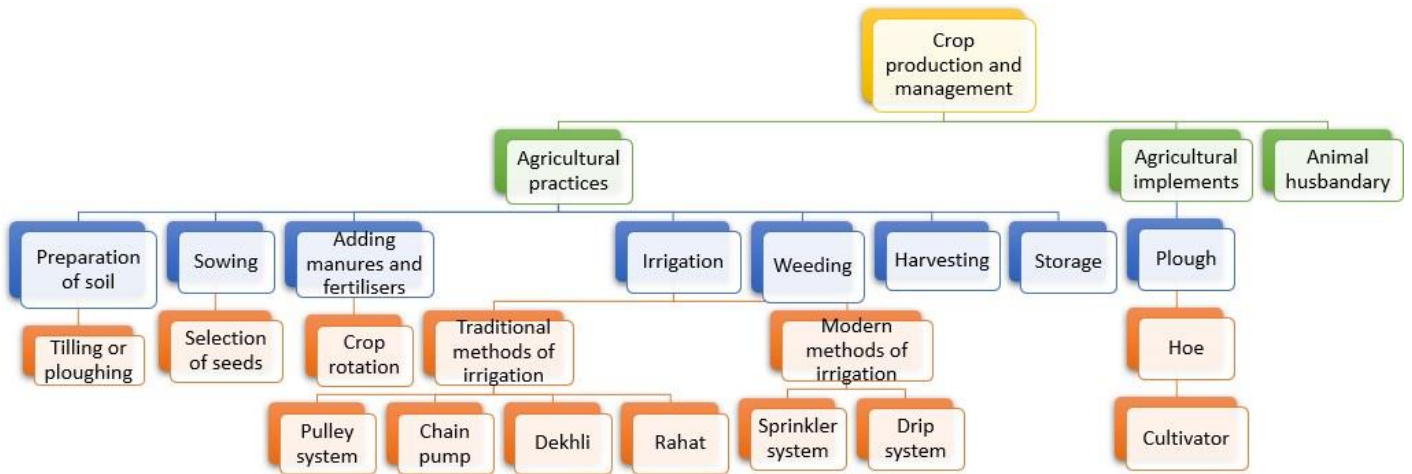 Crop
production and
management
Agricultural
practices
Agricultural
implements
Animal
husbandary
Preparation
of soil
Sowing
Adding
manures and
fertilisers
Irrigation
Weeding
Harvesting
Storage
Plough
Tilling or
ploughing
Selection
of seeds
Crop
rotation
Traditional
methods of
irrigation
Modern
methods of
irrigation
Hoe
Pulley
system
Chain
pump
Dekhli
Rahat
Sprinkler
system
Drip
system
Cultivator